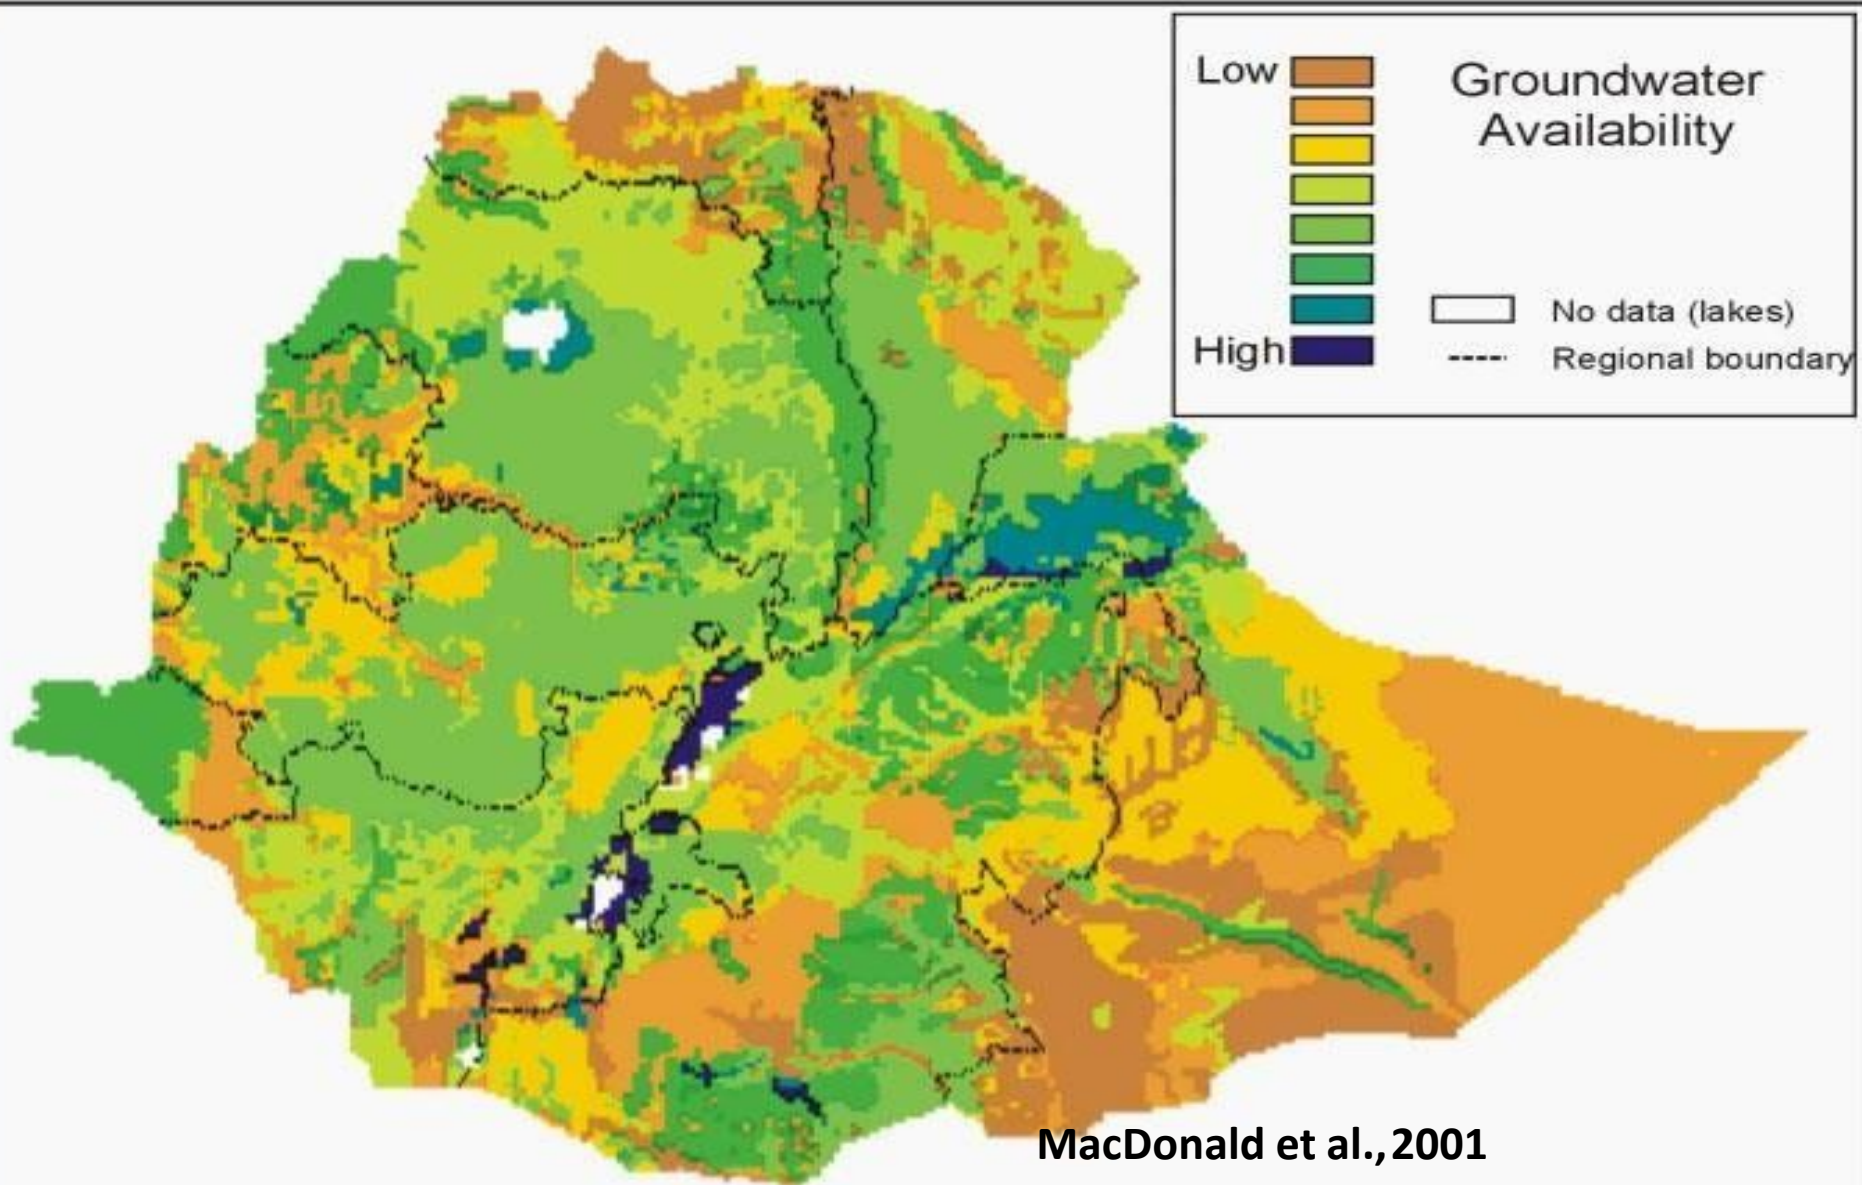 Low
Groundwater
Availability
No data (lakes)
High
Regional boundary
MacDonald et al., 2001